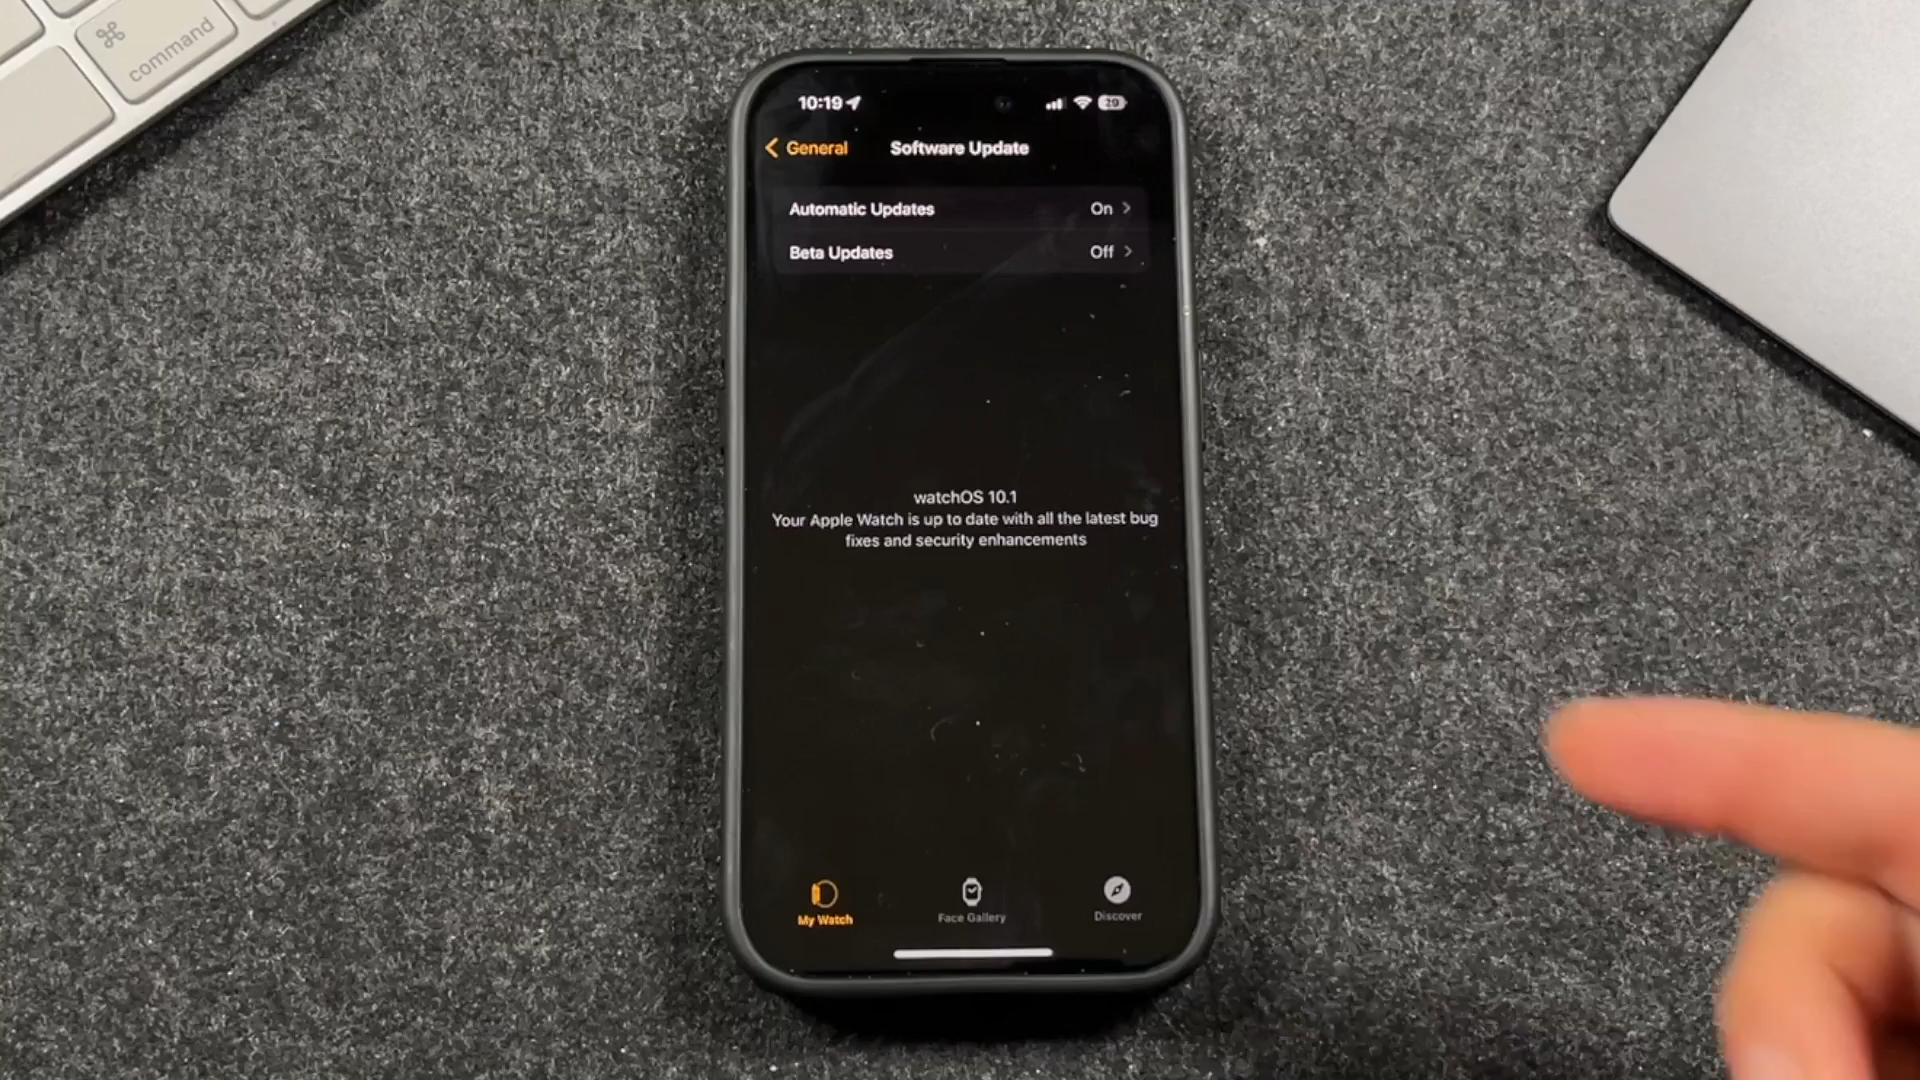 ⌘
command
10:19
29
General
Software Update
Automatic Updates On
Beta Updates Off
watchOS 10.1
Your Apple Watch is up to date with all the latest bug
fixes and security enhancements
My Watch
Face Gallery
Discover